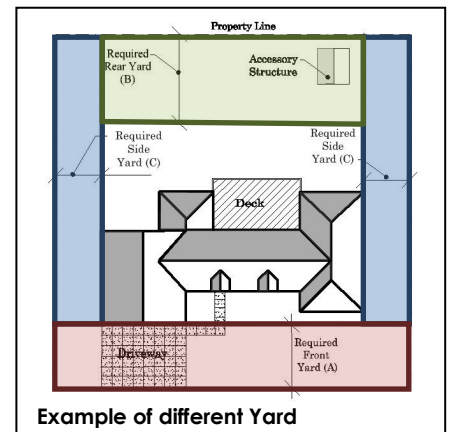 Property Line
Required
Rear Yard
(B)
Accessory
Structure
Required
Side
Yard (C)
Required
Side
Yard (C)
Deck
Driveway
Required
Front
Yard (A)
Example of different Yard